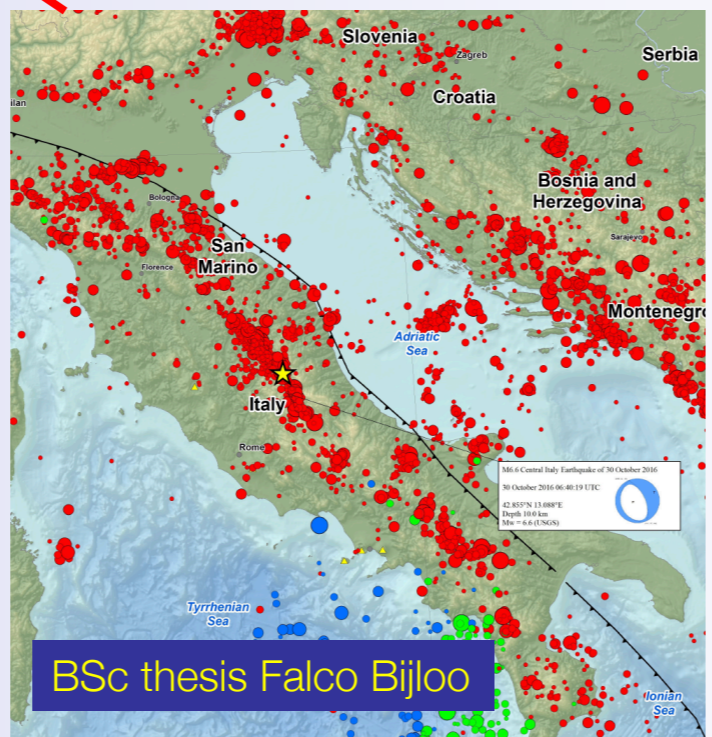 Slovenia
Zagreb
Serbia
Croatia
ilan
Bosnia and
Herzegovina
Bologna
Sarajevo
San
Marino
Florence
Montenegro
Adriatic
Sea
Italy
Rome
M6.6 Central Italy Earthquake of 30 October 2016
30 October 2016 06:40:19 UTC
42.855°N 13.088°E
Depth 10.0 km
Mw = 6.6 (USGS)
Tyrrhenian
Sea
BSc thesis Falco Bijloo
Ionian
Sea